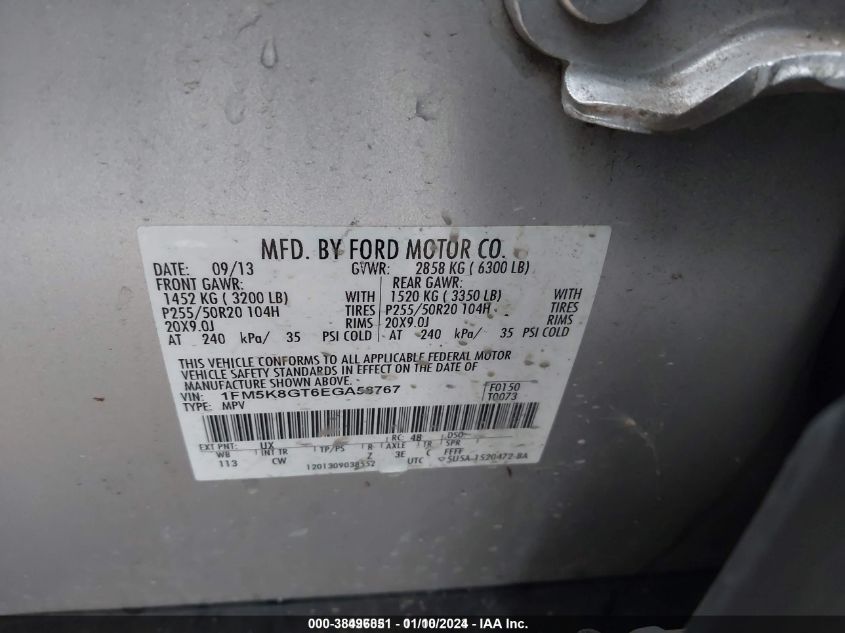 MFD. BY FORD MOTOR CO.
DATE: 09/13 GVWR: 2858 KG ( 6300 LB)
FRONT GAWR: REAR GAWR:
1452 KG ( 3200 LB) WITH 1520 KG ( 3350 LB) WITH
P255/50R20 104H TIRES P255/50R20 104H TIRES
20X9.0J RIMS 20X9.0J RIMS
AT 240 kPa/ 35 PSI COLD AT 240 kPa/ 35 PSI COLD
THIS VEHICLE CONFORMS TO ALL APPLICABLE FEDERAL MOTOR
VEHICLE SAFETY STANDARDS IN EFFECT ON THE DATE OF
MANUFACTURE SHOWN ABOVE.
VIN: 1FM5K8GT6EGA58767 F0150
TYPE: MPV T0073
RC: 48 DSO:
EXT PNT: UX
WB INT TR TP/PS R AXLE TR SPR
113 CW Z 3E C FFFF
1201309038552 UTC 5U5A-1520472-BA
01/10/2024 - IAA Inc.